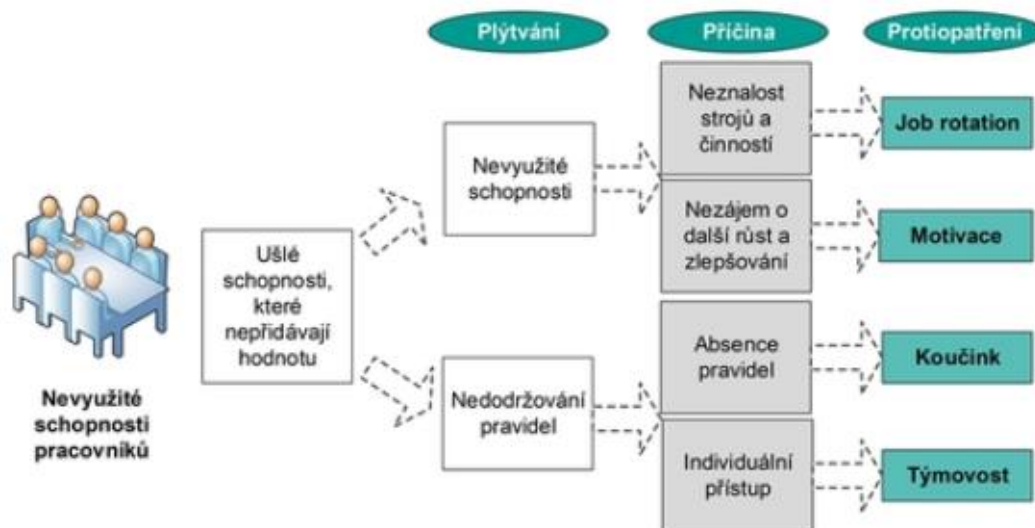 Plýtvání
Příčina
Protiopatření
Neznalost
strojů a
činností
Job rotation
Nevyužité
schopnosti
Nezájem o
další růst a
zlepšování
Motivace
Ušlé
schopnosti,
které
nepřidávají
hodnotu
Absence
pravidel
Koučink
Nevyužité
schopnosti
pracovníků
Nedodržování
pravidel
Individuální
přístup
Týmovost